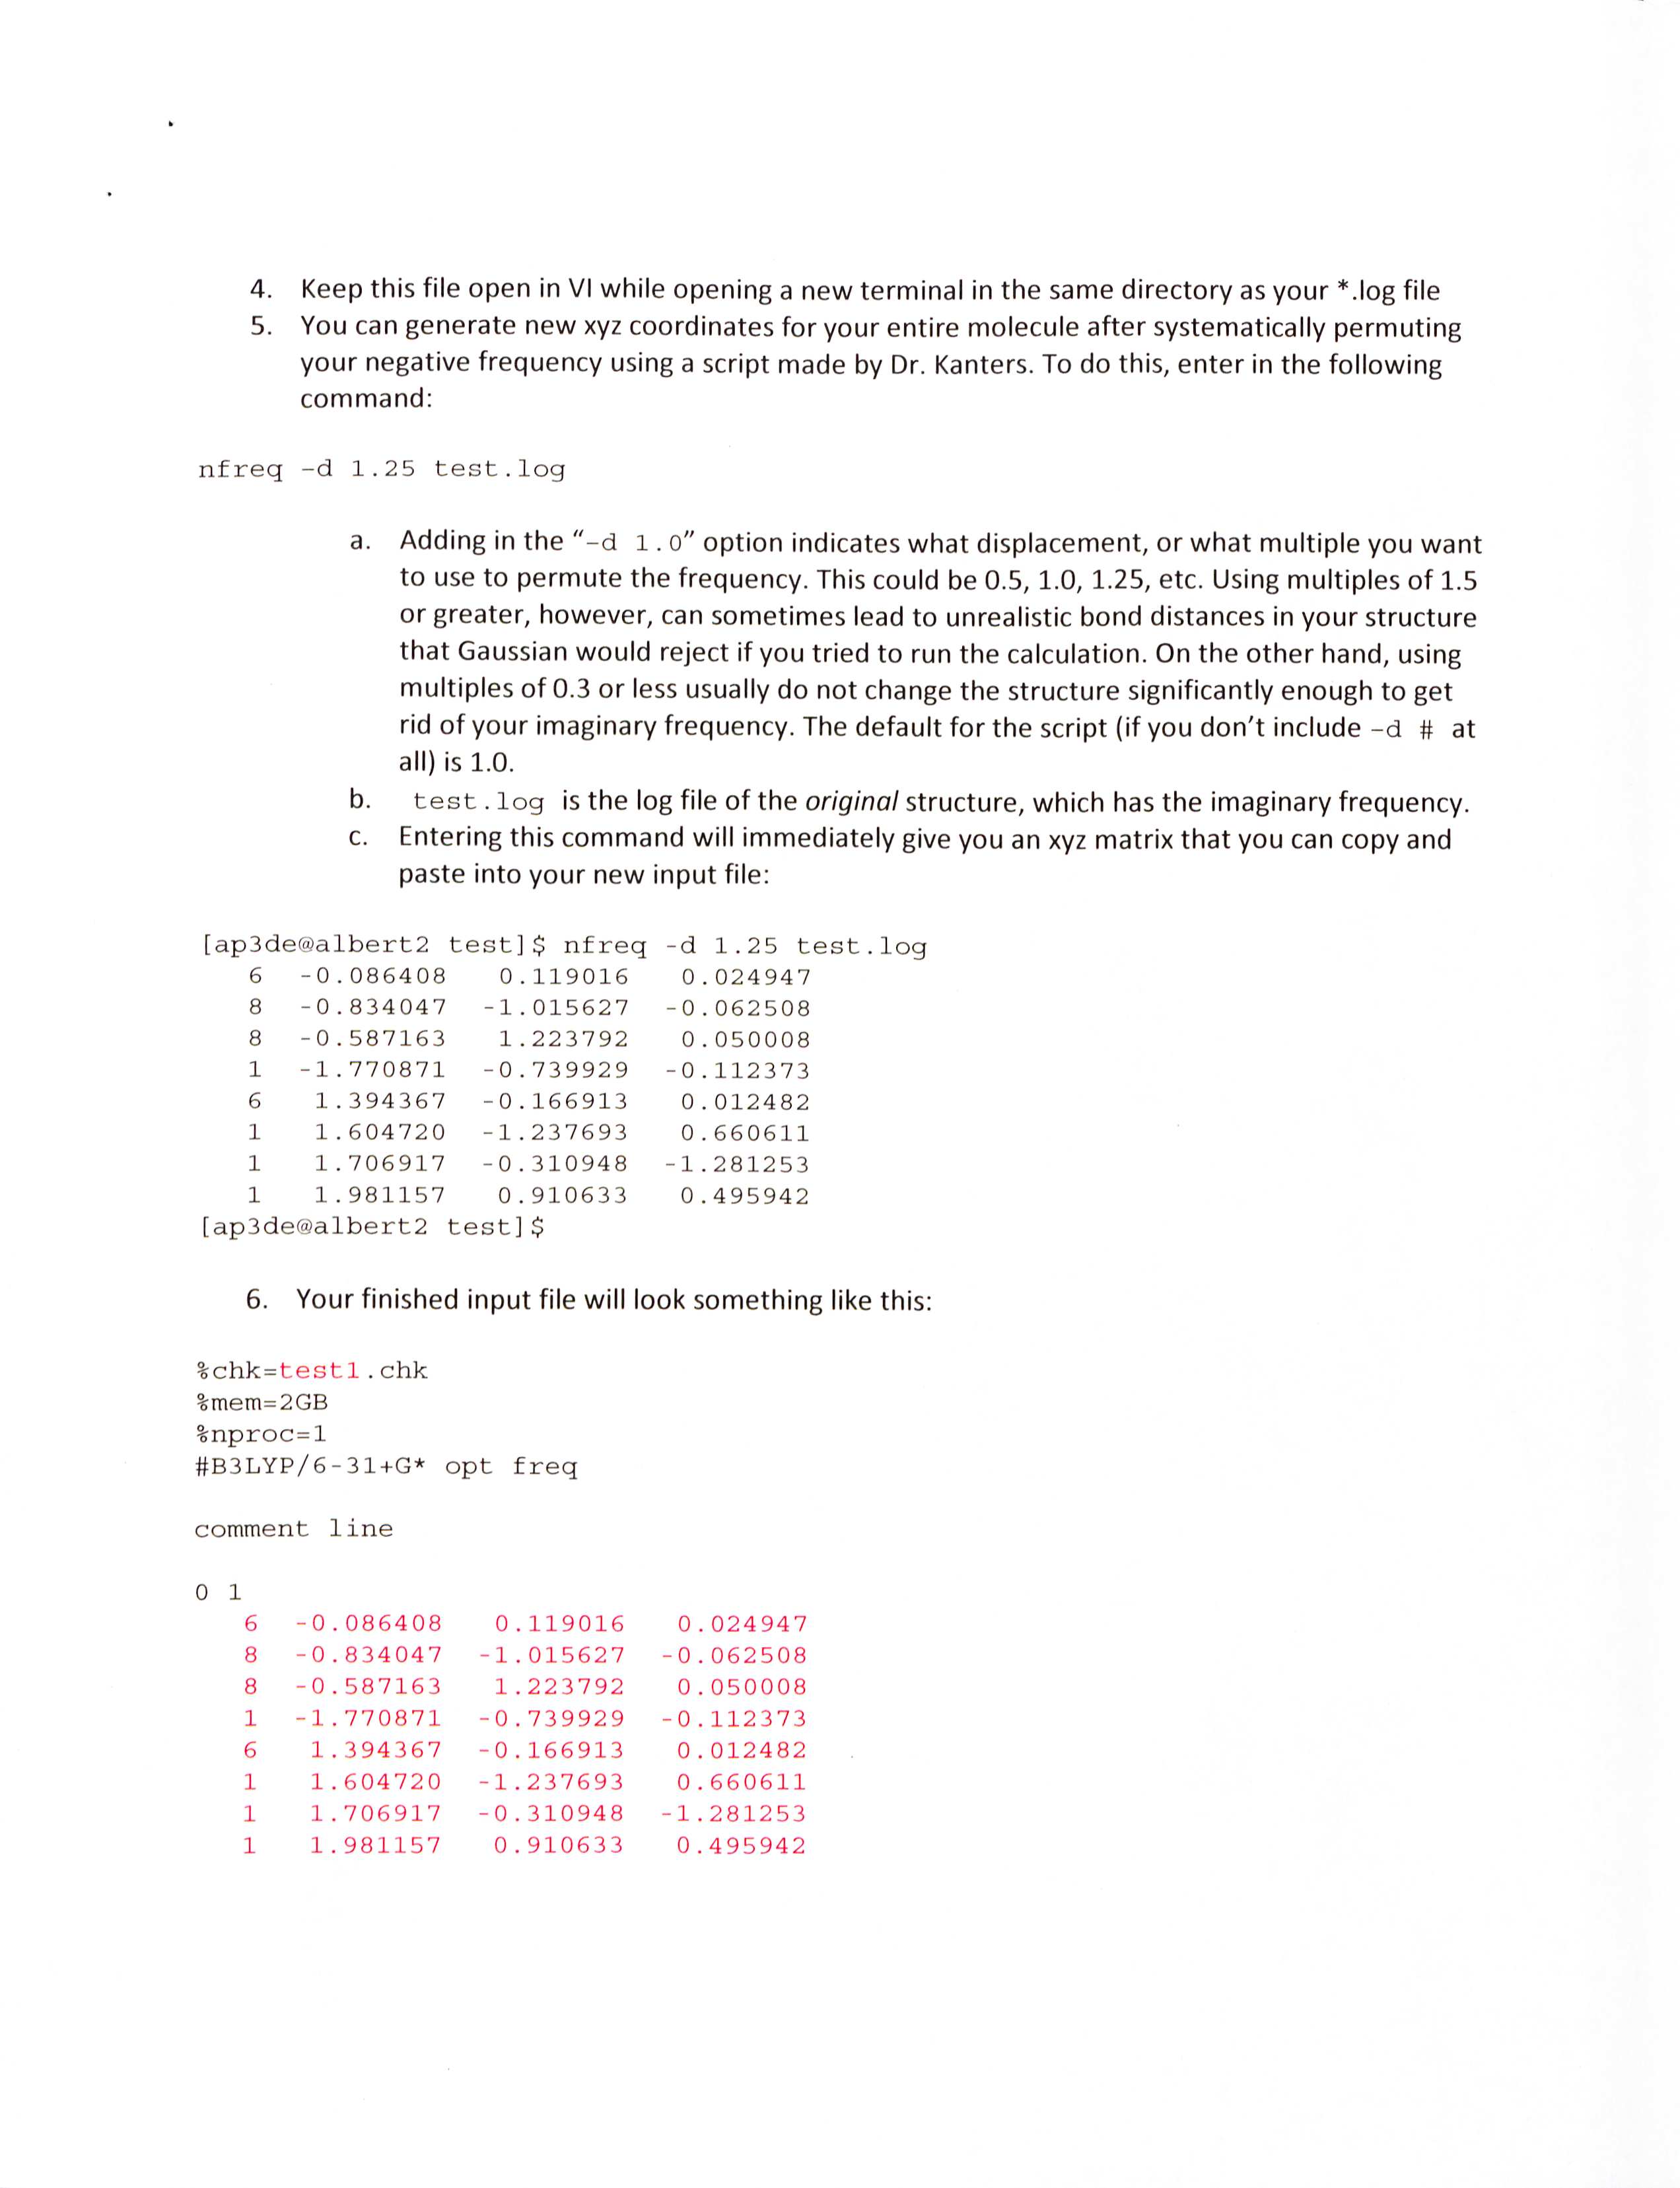 4. Keep this file open in VI while opening a new terminal in the same directory as your *.log file
5. You can generate new xyz coordinates for your entire molecule after systematically permuting
your negative frequency using a script made by Dr. Kanters. To do this, enter in the following
command:
nfreq -d 1.25 test.log
a. Adding in the “-d 1.0” option indicates what displacement, or what multiple you want
to use to permute the frequency. This could be 0.5, 1.0, 1.25, etc. Using multiples of 1.5
or greater, however, can sometimes lead to unrealistic bond distances in your structure
that Gaussian would reject if you tried to run the calculation. On the other hand, using
multiples of 0.3 or less usually do not change the structure significantly enough to get
rid of your imaginary frequency. The default for the script (if you don’t include -d # at
all) is 1.0.
b. test.log is the log file of the original structure, which has the imaginary frequency.
c. Entering this command will immediately give you an xyz matrix that you can copy and
paste into your new input file:
[ap3de@albert2 test]$ nfreq -d 1.25 test.log
6 -0.086408 0.119016 0.024947
8 -0.834047 -1.015627 -0.062508
8 -0.587163 1.223792 0.050008
1 -1.770871 -0.739929 -0.112373
6 1.394367 -0.166913 0.012482
1 1.604720 -1.237693 0.660611
1 1.706917 -0.310948 -1.281253
1 1.981157 0.910633 0.495942
[ap3de@albert2 test]$
6. Your finished input file will look something like this:
%chk=test1.chk
%mem=2GB
%nproc=1
#B3LYP/6-31+G* opt freq
comment line
0 1
6 -0.086408 0.119016 0.024947
8 -0.834047 -1.015627 -0.062508
8 -0.587163 1.223792 0.050008
1 -1.770871 -0.739929 -0.112373
6 1.394367 -0.166913 0.012482
1 1.604720 -1.237693 0.660611
1 1.706917 -0.310948 -1.281253
1 1.981157 0.910633 0.495942